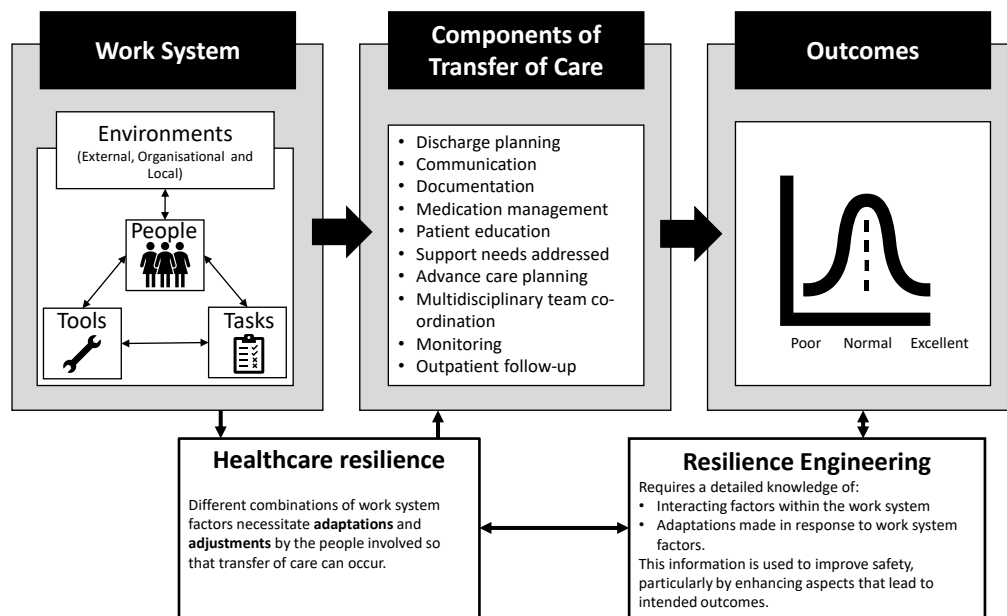 Work System
Components of
Transfer of Care
Outcomes
Environments
(External, Organisational and
Local)
People
Tools
Tasks
• Discharge planning
• Communication
• Documentation
• Medication management
• Patient education
• Support needs addressed
• Advance care planning
• Multidisciplinary team co-
ordination
• Monitoring
• Outpatient follow-up
Poor Normal Excellent
Healthcare resilience
Different combinations of work system
factors necessitate adaptations and
adjustments by the people involved so
that transfer of care can occur.
Resilience Engineering
Requires a detailed knowledge of:
• Interacting factors within the work system
• Adaptations made in response to work system
factors.
This information is used to improve safety,
particularly by enhancing aspects that lead to
intended outcomes.